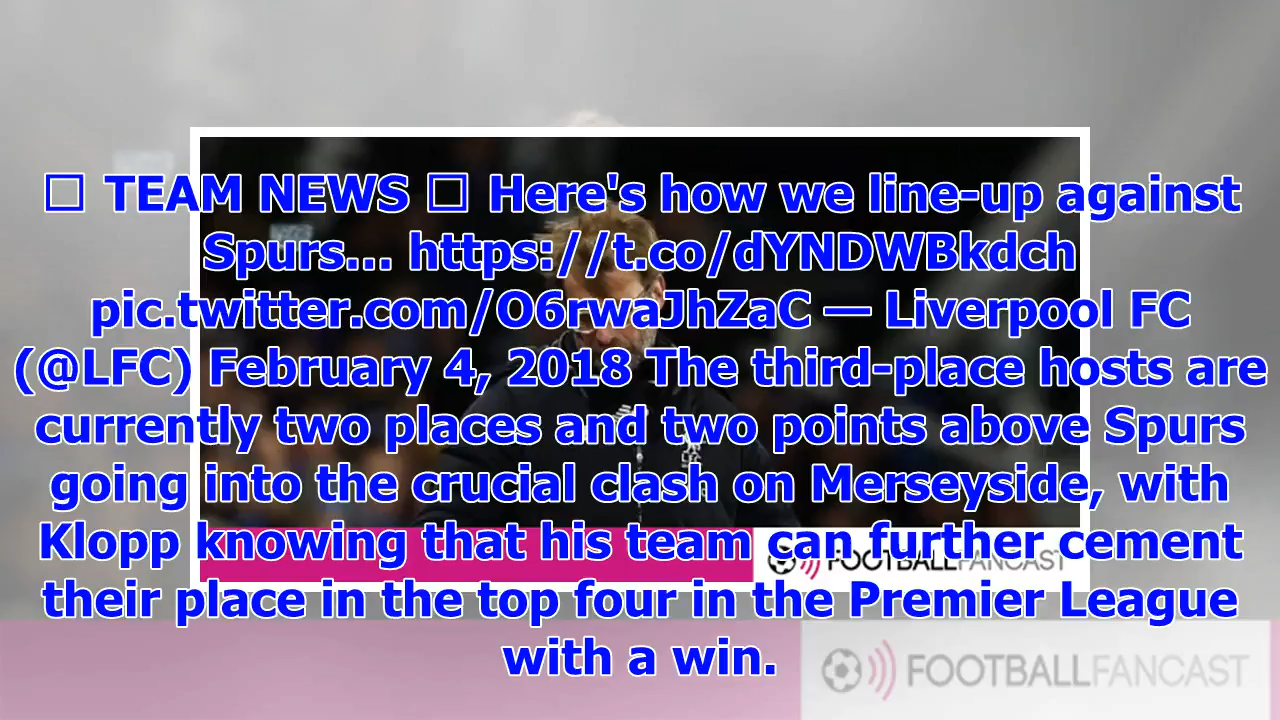 □ TEAM NEWS □ Here's how we line-up against
Spurs... https://t.co/dYNDWBkdch
pic.twitter.com/O6rwaJhZaC — Liverpool FC
(@LFC) February 4, 2018 The third-place hosts are
currently two places and two points above Spurs
going into the crucial clash on Merseyside, with
Klopp knowing that his team can further cement
their place in the top four in the Premier League
with a win.
FOOTBALLFANCAST
FOOTBALLFANCAST